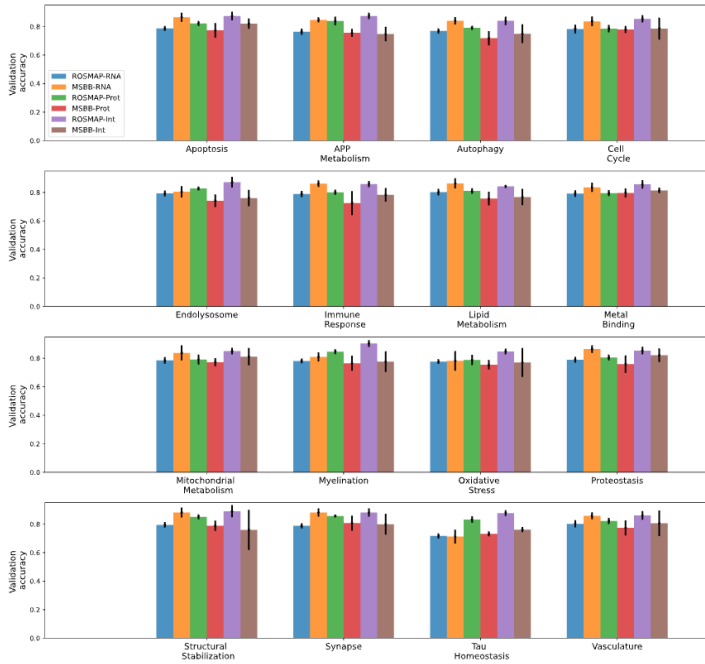 Validation
accuracy
0.8
0.6
0.4
0.2
0.0
ROSMAP-RNA
MSBB-RNA
ROSMAP-Prot
MSBB-Prot
ROSMAP-Int
MSBB-Int
Apoptosis
APP
Metabolism
Autophagy
Cell
Cycle
Validation
accuracy
0.8
0.6
0.4
0.2
0.0
Endolysosome
Immune
Response
Lipid
Metabolism
Metal
Binding
Validation
accuracy
0.8
0.6
0.4
0.2
0.0
Mitochondrial
Metabolism
Myelination
Oxidative
Stress
Proteostasis
Validation
accuracy
0.8
0.6
0.4
0.2
0.0
Structural
Stabilization
Synapse
Tau
Homeostasis
Vasculature